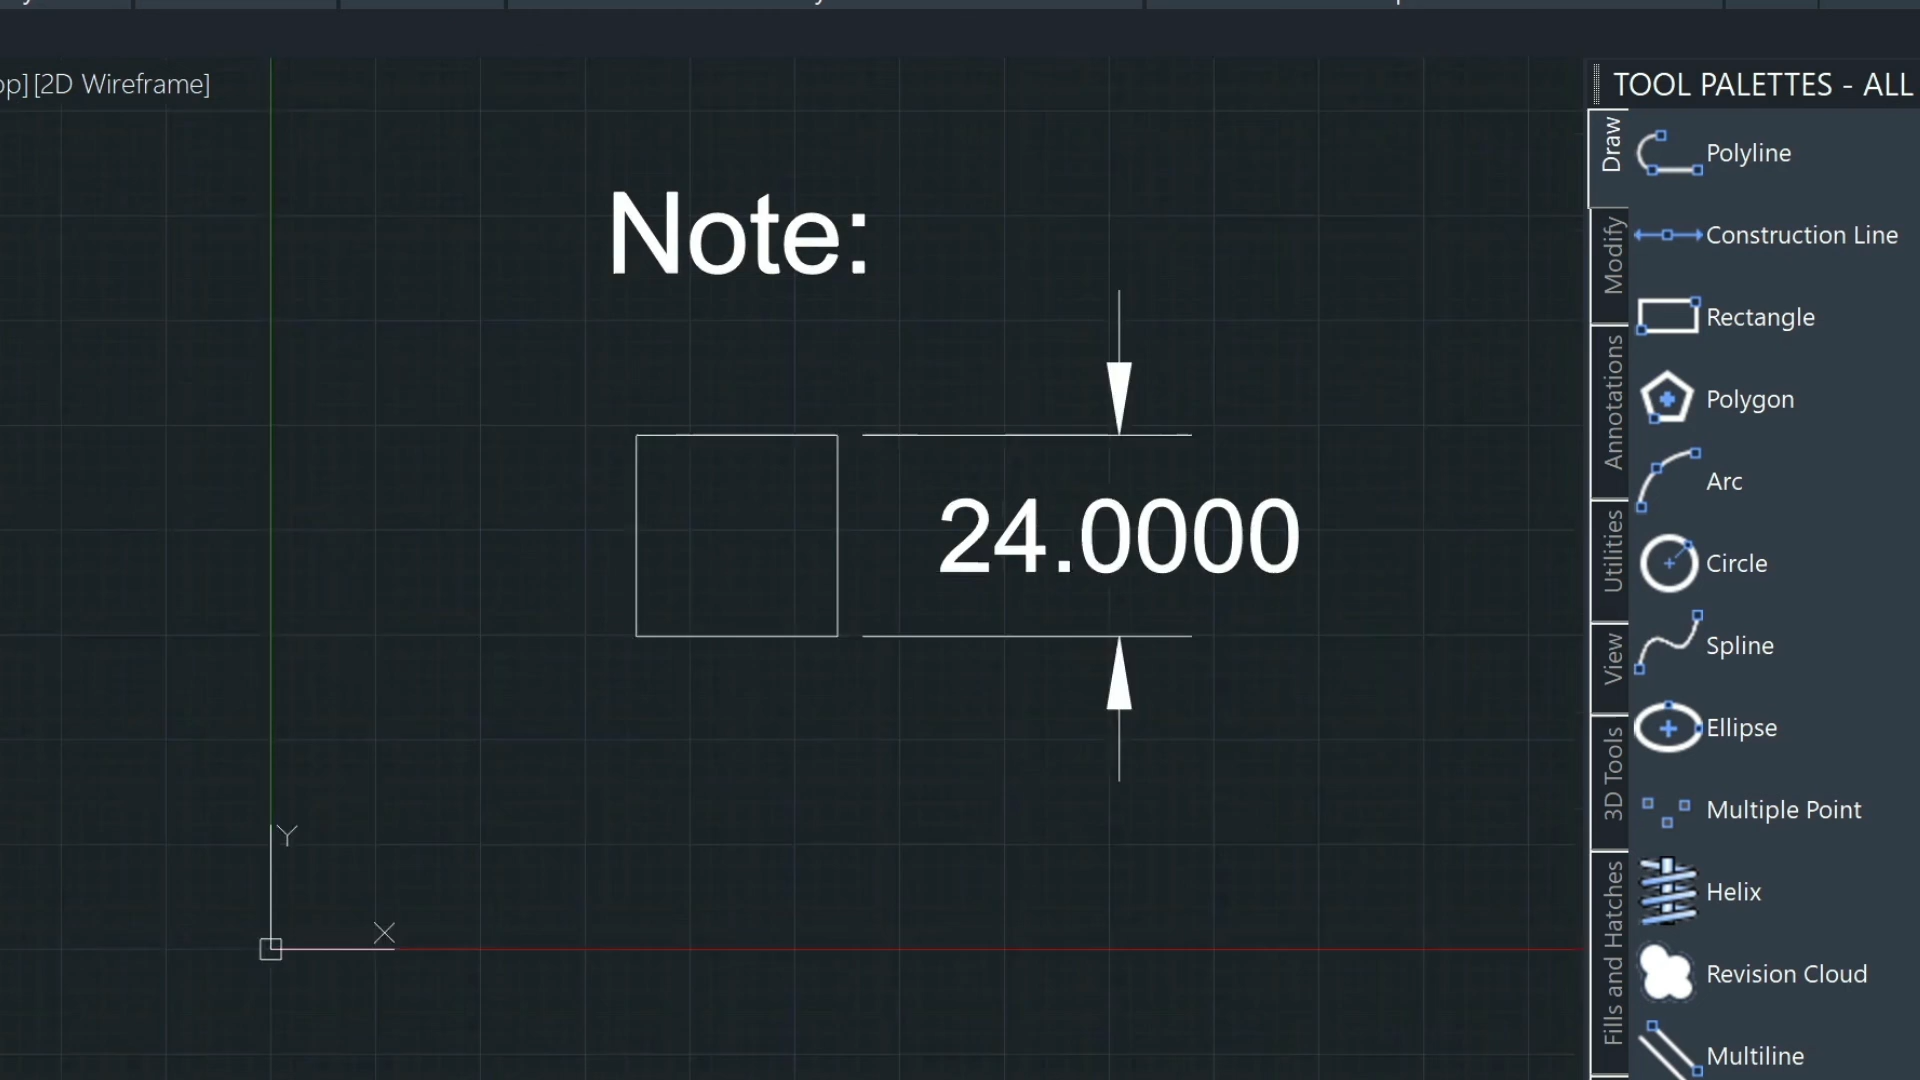 [2D Wireframe]
Note:
24.0000
Y
X
TOOL PALETTES - ALL
Draw
Modify
Annotations
Utilities
View
3D Tools
Fills and Hatches
Polyline
Construction Line
Rectangle
Polygon
Arc
Circle
Spline
Ellipse
Multiple Point
Helix
Revision Cloud
Multiline